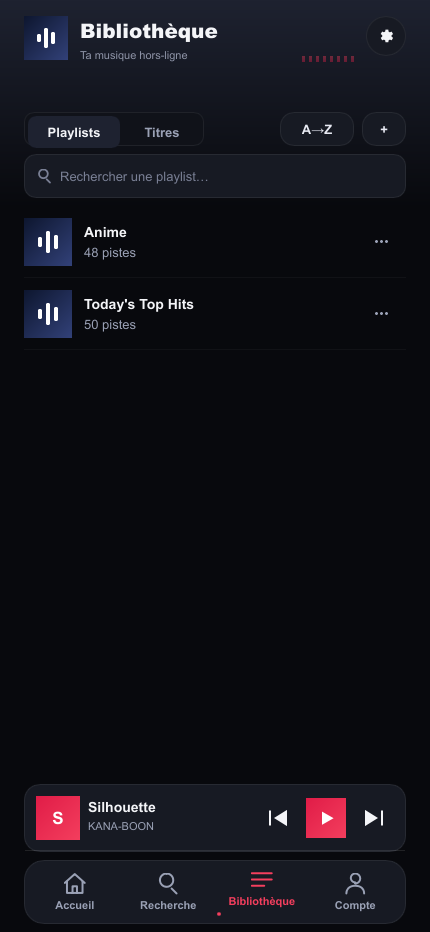 Bibliothèque
Ta musique hors-ligne
Playlists
Titres
A→Z
+
Rechercher une playlist...
Anime
48 pistes
Today's Top Hits
50 pistes
S
Silhouette
KANA-BOON
Accueil
Recherche
Bibliothèque
Compte